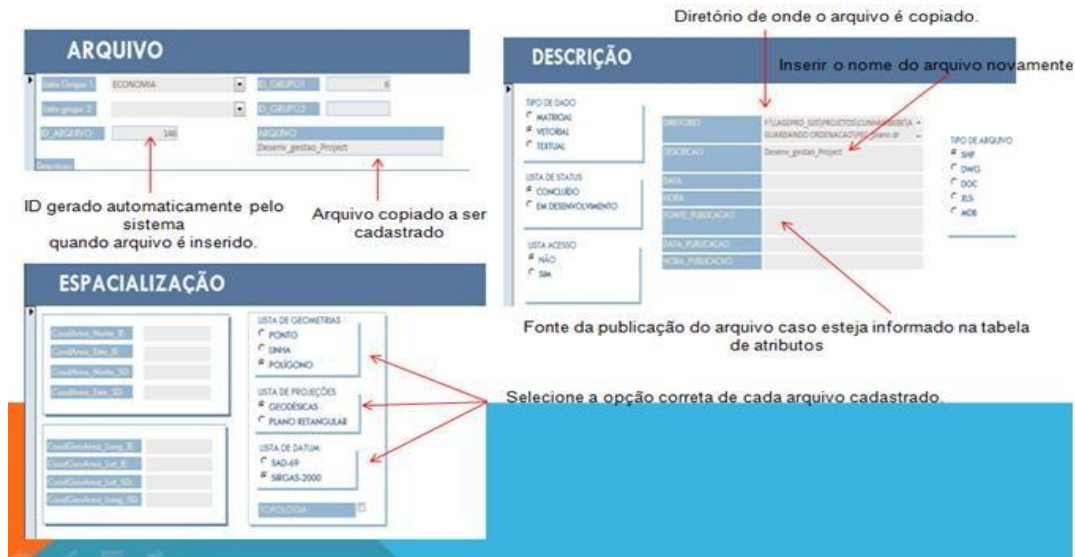 Diretório de onde o arquivo é copiado.
ARQUIVO
ECONOMIA
ID_GRUPO1
6
ID_GRUPO2
ID_ARQUIVO
146
ARQUIVO
Desenv_gestao_Project
ID gerado automaticamente pelo
sistema
quando arquivo é inserido.
Arquivo copiado a ser
cadastrado
DESCRIÇÃO
Inserir o nome do arquivo novamente
TIPO DE DADO
MATRICIAL
VETORIAL
TEXTUAL
LISTA DE STATUS
CONCLUÍDO
EM DESENVOLVIMENTO
LISTA ACESSO
NÃO
SIM
DIRETORIO
DESCRICAO
Desenv_gestao_Project
DATA
HORA
FONTE_PUBLICACAO
DATA_PUBLICACAO
HORA_PUBLICACAO
TIPO DE ARQUIVO
SHP
DWG
DOC
XLS
MDB
Fonte da publicação do arquivo caso esteja informado na tabela
de atributos
ESPACIALIZAÇÃO
LISTA DE GEOMETRIAS
PONTO
LINHA
POLÍGONO
LISTA DE PROJEÇÕES
GEODÉSICAS
PLANO RETANGULAR
LISTA DE DATUM
SAD-69
SIRGAS-2000
TOPOLOGIA
Selecione a opção correta de cada arquivo cadastrado.